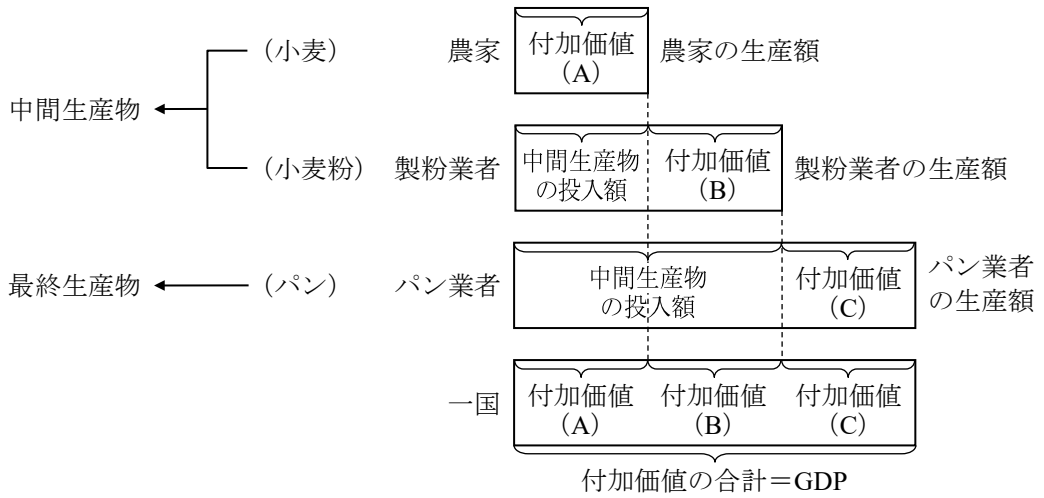 （小麦）
農家
付加価値
（A）
農家の生産額
中間生産物
（小麦粉）
製粉業者
中間生産物
の投入額
付加価値
（B）
製粉業者の生産額
最終生産物
（パン）
パン業者
中間生産物
の投入額
付加価値
（C）
パン業者
の生産額
一国
付加価値
（A）
付加価値
（B）
付加価値
（C）
付加価値の合計＝GDP